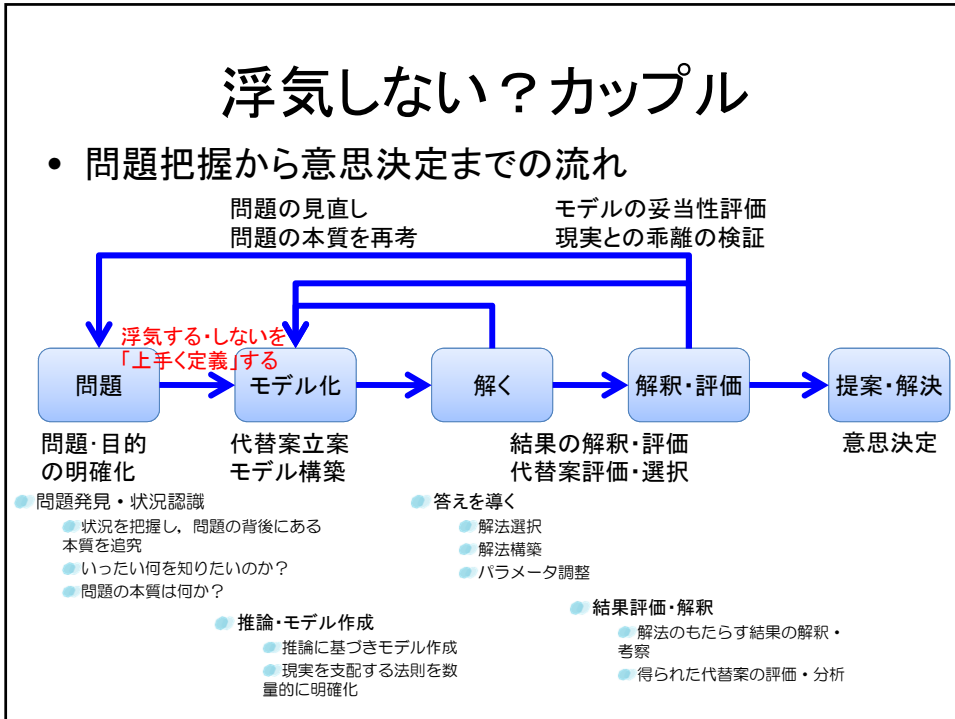 浮気しない？カップル
• 問題把握から意思決定までの流れ
問題の見直し
問題の本質を再考
モデルの妥当性評価
現実との乖離の検証
浮気する・しないを
「上手く定義」する
問題
モデル化
解く
解釈・評価
提案・解決
問題・目的
の明確化
代替案立案
モデル構築
結果の解釈・評価
代替案評価・選択
意思決定
問題発見・状況認識
状況を把握し，問題の背後にある
本質を追究
いったい何を知りたいのか？
問題の本質は何か？
答えを導く
解法選択
解法構築
パラメータ調整
推論・モデル作成
推論に基づきモデル作成
現実を支配する法則を数
量的に明確化
結果評価・解釈
解法のもたらす結果の解釈・
考察
得られた代替案の評価・分析